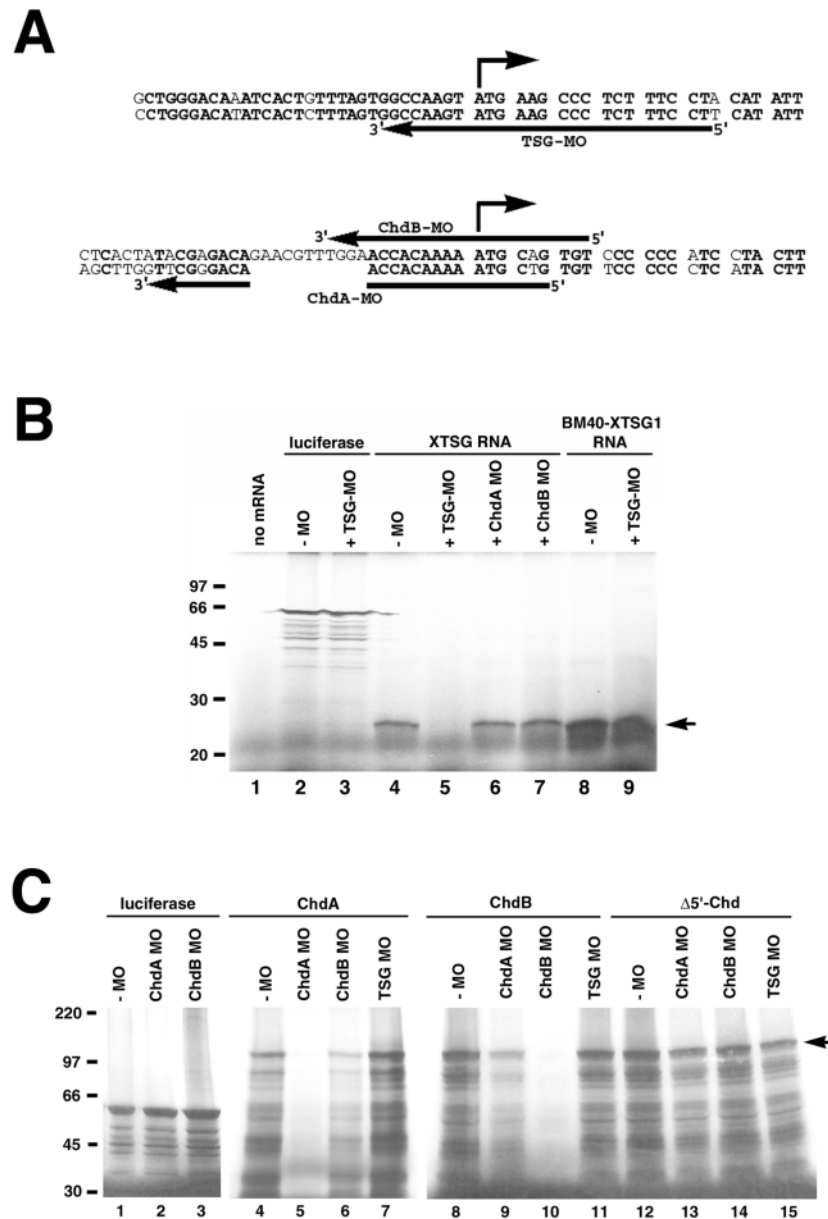 A
GCTGGGACAAATCACTGTTTAGTGGCCAAGT ATG AAG CCC TCT TTC CTA CAT ATT
CCTGGGACATATCACTCTTTAGTGGCCAAGT ATG AAG CCC TCT TTC CTT CAT ATT
3' 5'
TSG-MO
ChdB-MO
3' 5'
CTCACTATACGAGACAGAACGTTTGGAACCACAAAA ATGCAG TGT CCC CCC ATC CTA CTT
AGCTTGGTTCGGGACA ACCACAAAA ATG CTG TGT TCC CCC CTC ATA CTT
3' 5'
ChdA-MO
B
luciferase XTSG RNA BM40-XTSG1 RNA
no mRNA - MO + TSG-MO - MO + TSG-MO + ChdA MO + ChdB MO - MO + TSG-MO
97
66
45
30
20
1 2 3 4 5 6 7 8 9
C
luciferase ChdA ChdB Δ5'-Chd
- MO ChdA MO ChdB MO - MO ChdA MO ChdB MO TSG MO - MO ChdA MO ChdB MO TSG MO - MO ChdA MO ChdB MO TSG MO
220
97
66
45
30
1 2 3 4 5 6 7 8 9 10 11 12 13 14 15